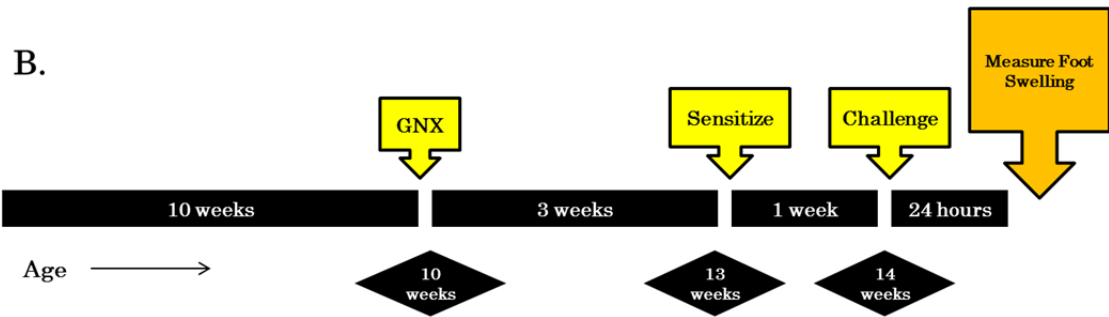 B.
Measure Foot
Swelling
GNX
Sensitize
Challenge
10 weeks
3 weeks
1 week
24 hours
Age
10
weeks
13
weeks
14
weeks